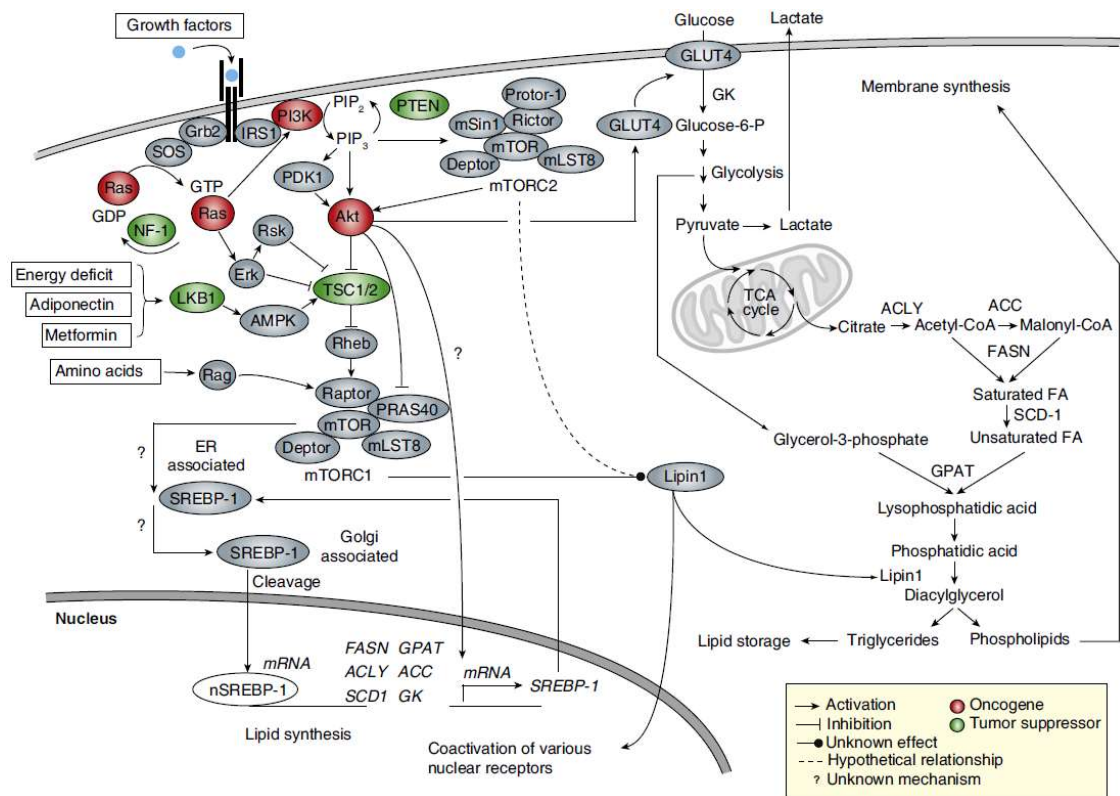 Growth factors
Glucose
Lactate
GLUT4
Membrane synthesis
PI3K
PIP2
PTEN
Protor-1
GK
Grb2
IRS1
mSin1
Rictor
GLUT4
Glucose-6-P
SOS
PIP3
mTOR
Deptor
mLST8
PDK1
mTORC2
Glycolysis
Ras
GTP
GDP
Ras
Akt
Pyruvate
Lactate
NF-1
Rsk
Erk
Energy deficit
Adiponectin
Metformin
LKB1
AMPK
TSC1/2
TCA
cycle
ACLY
ACC
Citrate
Acetyl-CoA
Malonyl-CoA
FASN
Rheb
?
Amino acids
Rag
Raptor
PRAS40
mTOR
Deptor
mLST8
mTORC1
Saturated FA
SCD-1
Unsaturated FA
Glycerol-3-phosphate
GPAT
?
ER
associated
SREBP-1
Lipin1
Lysophosphatidic acid
?
SREBP-1
Golgi
associated
Cleavage
Phosphatidic acid
Lipin1
Diacylglycerol
Nucleus
Lipid storage
Triglycerides
Phospholipids
mRNA
nSREBP-1
FASN GPAT
ACLY ACC
SCD1 GK
mRNA
SREBP-1
Lipid synthesis
Coactivation of various
nuclear receptors
Activation
Inhibition
Unknown effect
Hypothetical relationship
? Unknown mechanism
Oncogene
Tumor suppressor